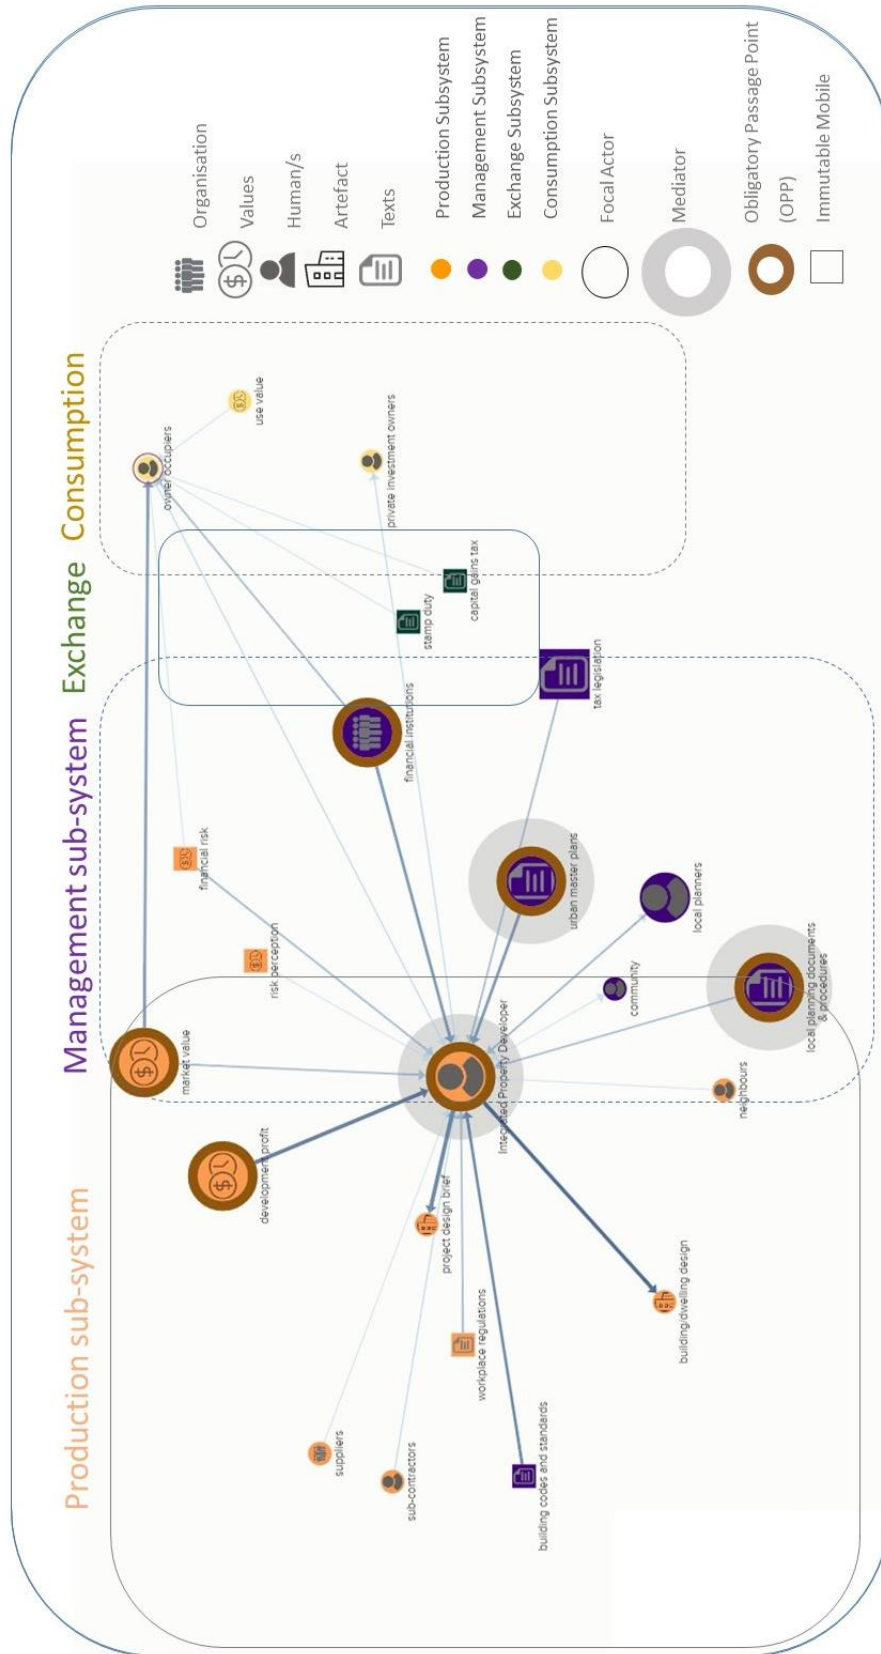 Production sub-system
Management sub-system
Exchange
Consumption
market value
development profit
risk perception
financial risk
owner occupiers
use value
private investment owners
stamp duty
capital gains tax
financial institutions
tax legislation
urban master plans
local planners
community
local planning documents
& procedures
Integrated Property Developer
neighbours
project design brief
suppliers
sub-contractors
workplace regulations
building codes and standards
building/dwelling design
Organisation
Values
Human/s
Artefact
Texts
Production Subsystem
Management Subsystem
Exchange Subsystem
Consumption Subsystem
Focal Actor
Mediator
Obligatory Passage Point
(OPP)
Immutable Mobile